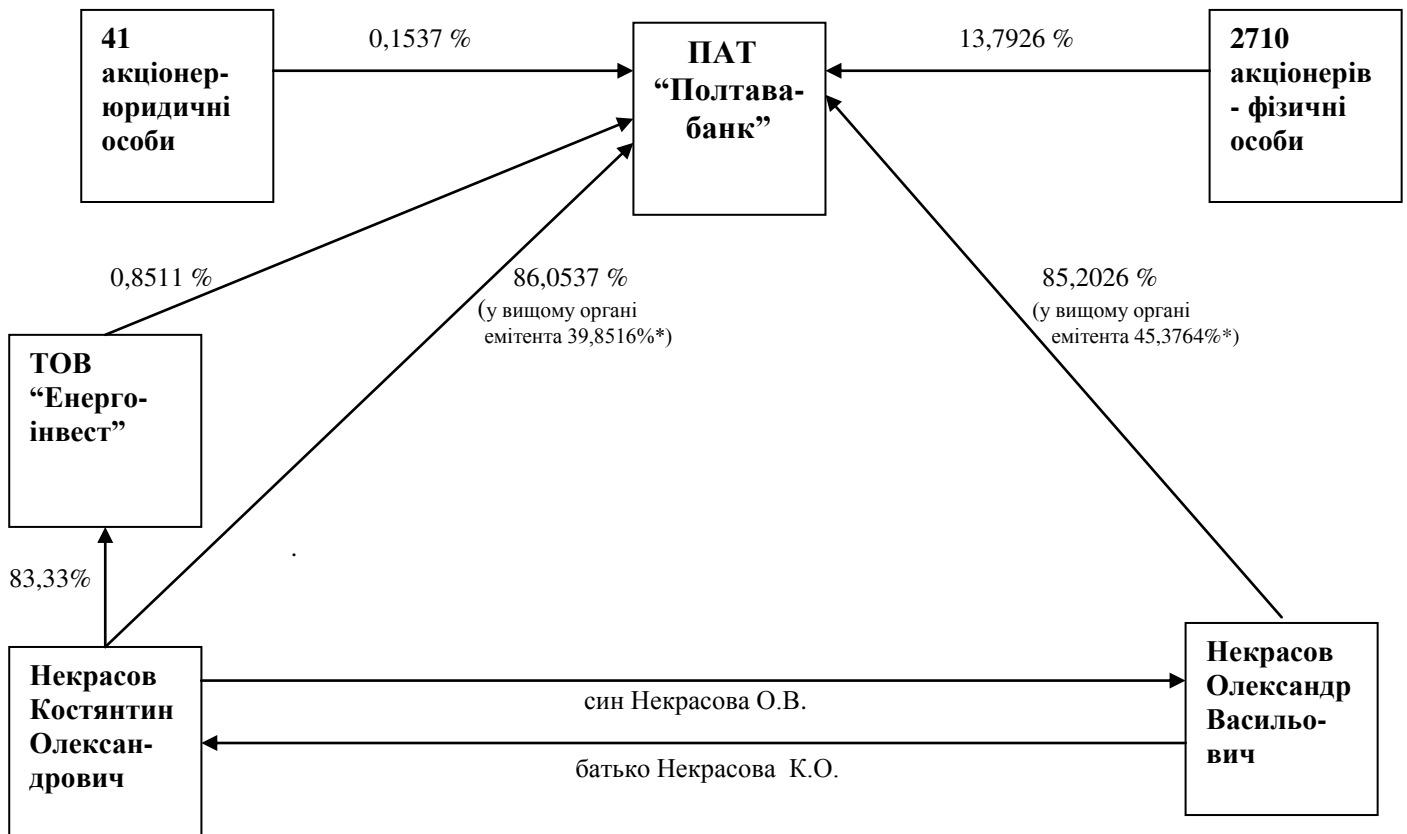 41
акціонер-
юридичні
особи
0,1537 %
ПАТ
“Полтава-
банк”
13,7926 %
2710
акціонерів
- фізичні
особи
0,8511 %
86,0537 %
(у вищому органі
емітента 39,8516%*)
85,2026 %
(у вищому органі
емітента 45,3764%*)
ТОВ
“Енерго-
інвест”
83,33%
.
Некрасов
Костянтин
Олексан-
дрович
син Некрасова О.В.
батько Некрасова К.О.
Некрасов
Олександр
Васильо-
вич